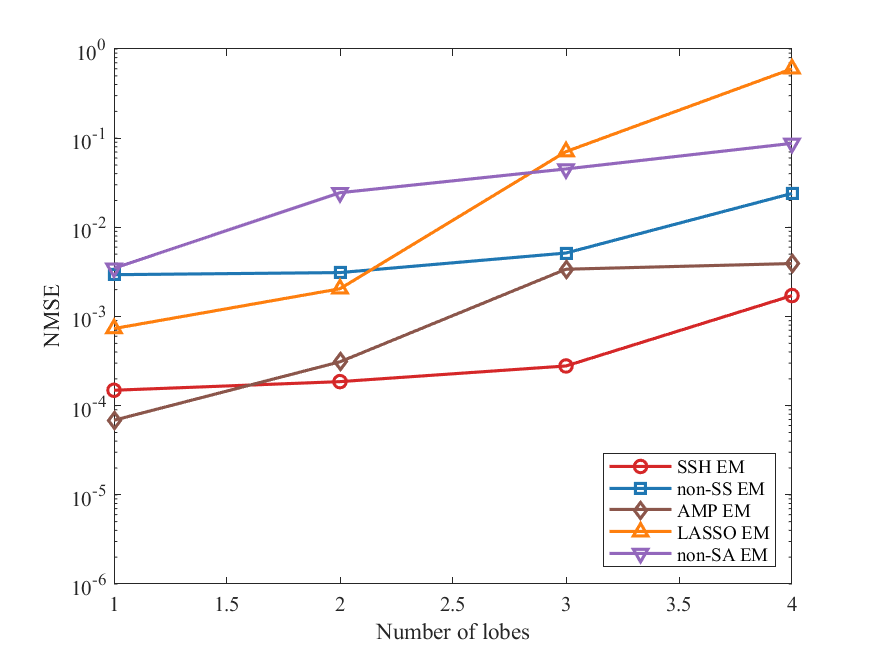 10^0
10^-1
10^-2
10^-3
10^-4
10^-5
10^-6
NMSE
1
1.5
2
2.5
3
3.5
4
Number of lobes
SSH EM
non-SS EM
AMP EM
LASSO EM
non-SA EM